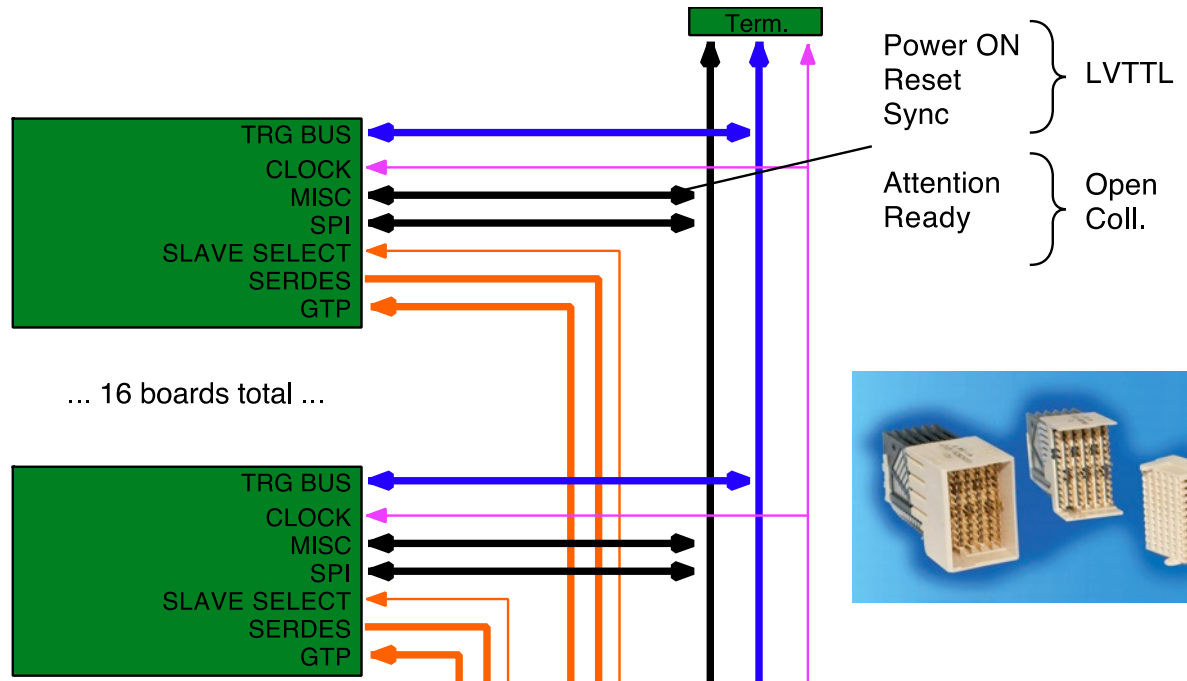 Term.
Power ON
Reset
Sync
LVTTL
Attention
Ready
Open
Coll.
TRG BUS
CLOCK
MISC
SPI
SLAVE SELECT
SERDES
GTP
... 16 boards total ...
TRG BUS
CLOCK
MISC
SPI
SLAVE SELECT
SERDES
GTP